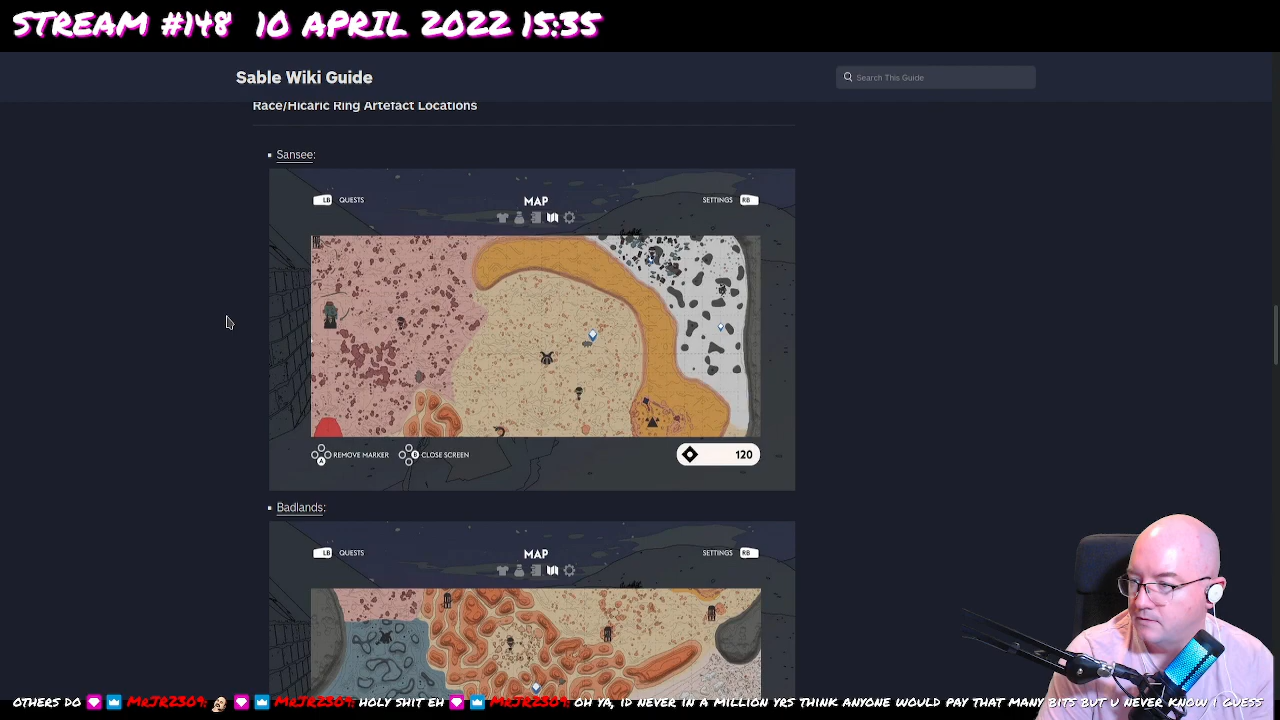 STREAM #148 10 APRIL 2022 15:35
Sable Wiki Guide
Search This Guide
Race/Hicaric Ring Artefact Locations
Sansee:
LB QUESTS
MAP
SETTINGS RB
A REMOVE MARKER
B CLOSE SCREEN
120
Badlands:
LB QUESTS
MAP
SETTINGS RB
OTHERS DO MRJR2309: MRJR2309: HOLY SHIT EH MRJR2309: OH YA, ID NEVER IN A MILLION YRS THINK ANYONE WOULD PAY THAT MANY BITS BUT U NEVER KNOW I GUESS